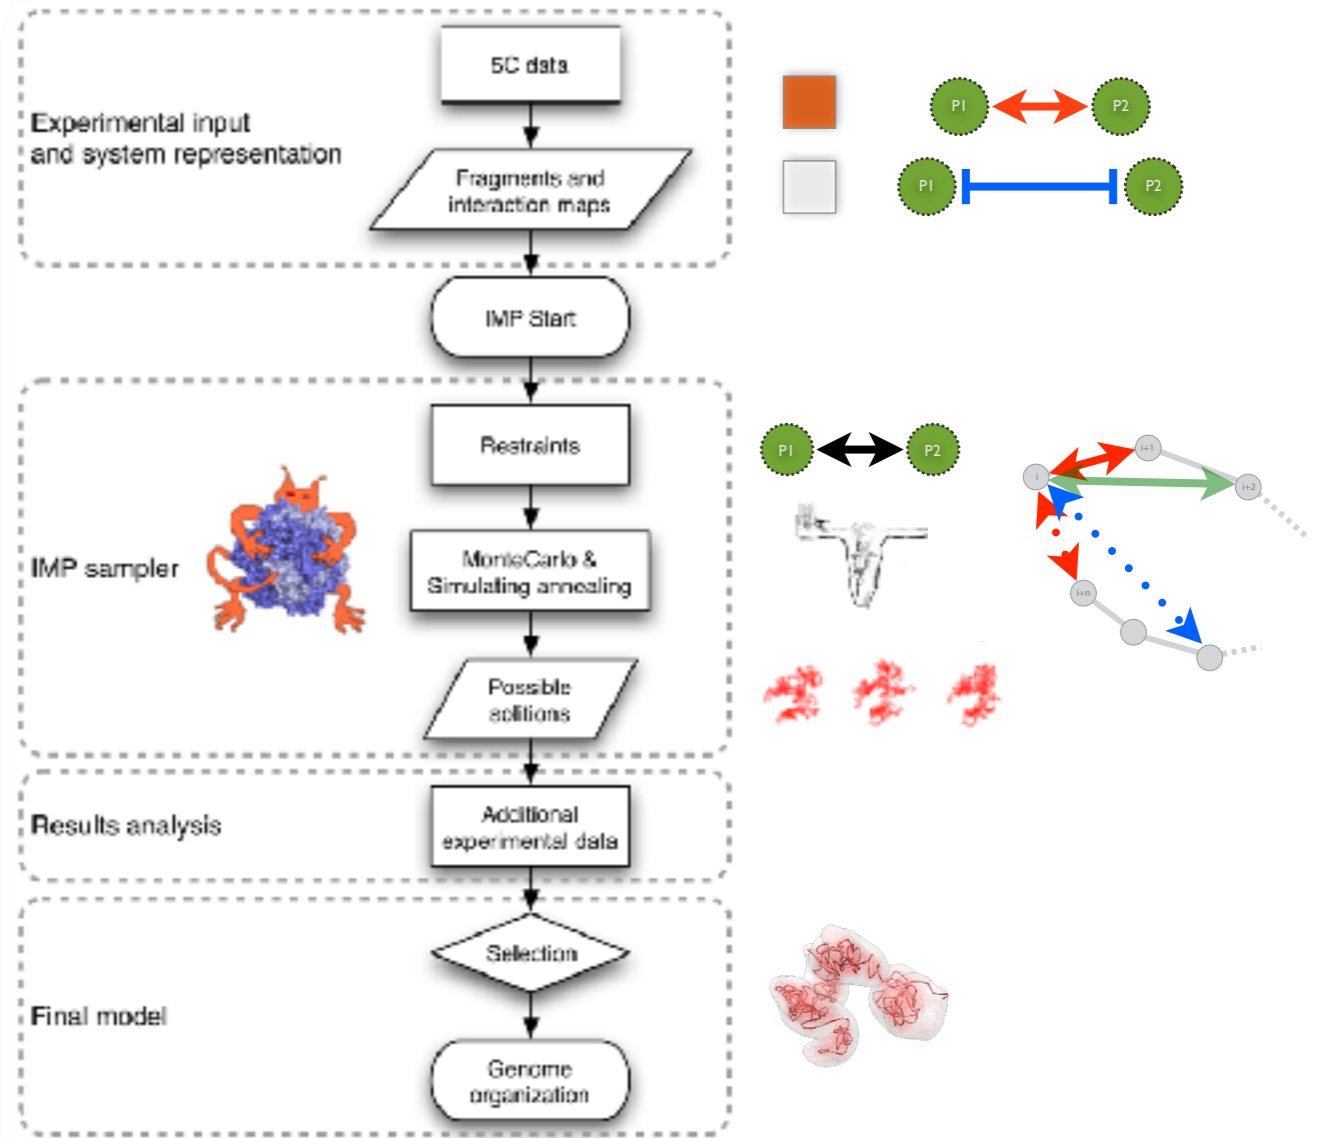 5C data
Experimental input
and system representation
Fragments and
interaction maps
P1
P2
P1
P2
IMP Start
Restraints
P1
P2
i
i+1
i+2
i+n
IMP sampler
MonteCarlo &
Simulating annealing
Possible
solitions
Results analysis
Additional
experimental data
Selection
Final model
Genome
organization